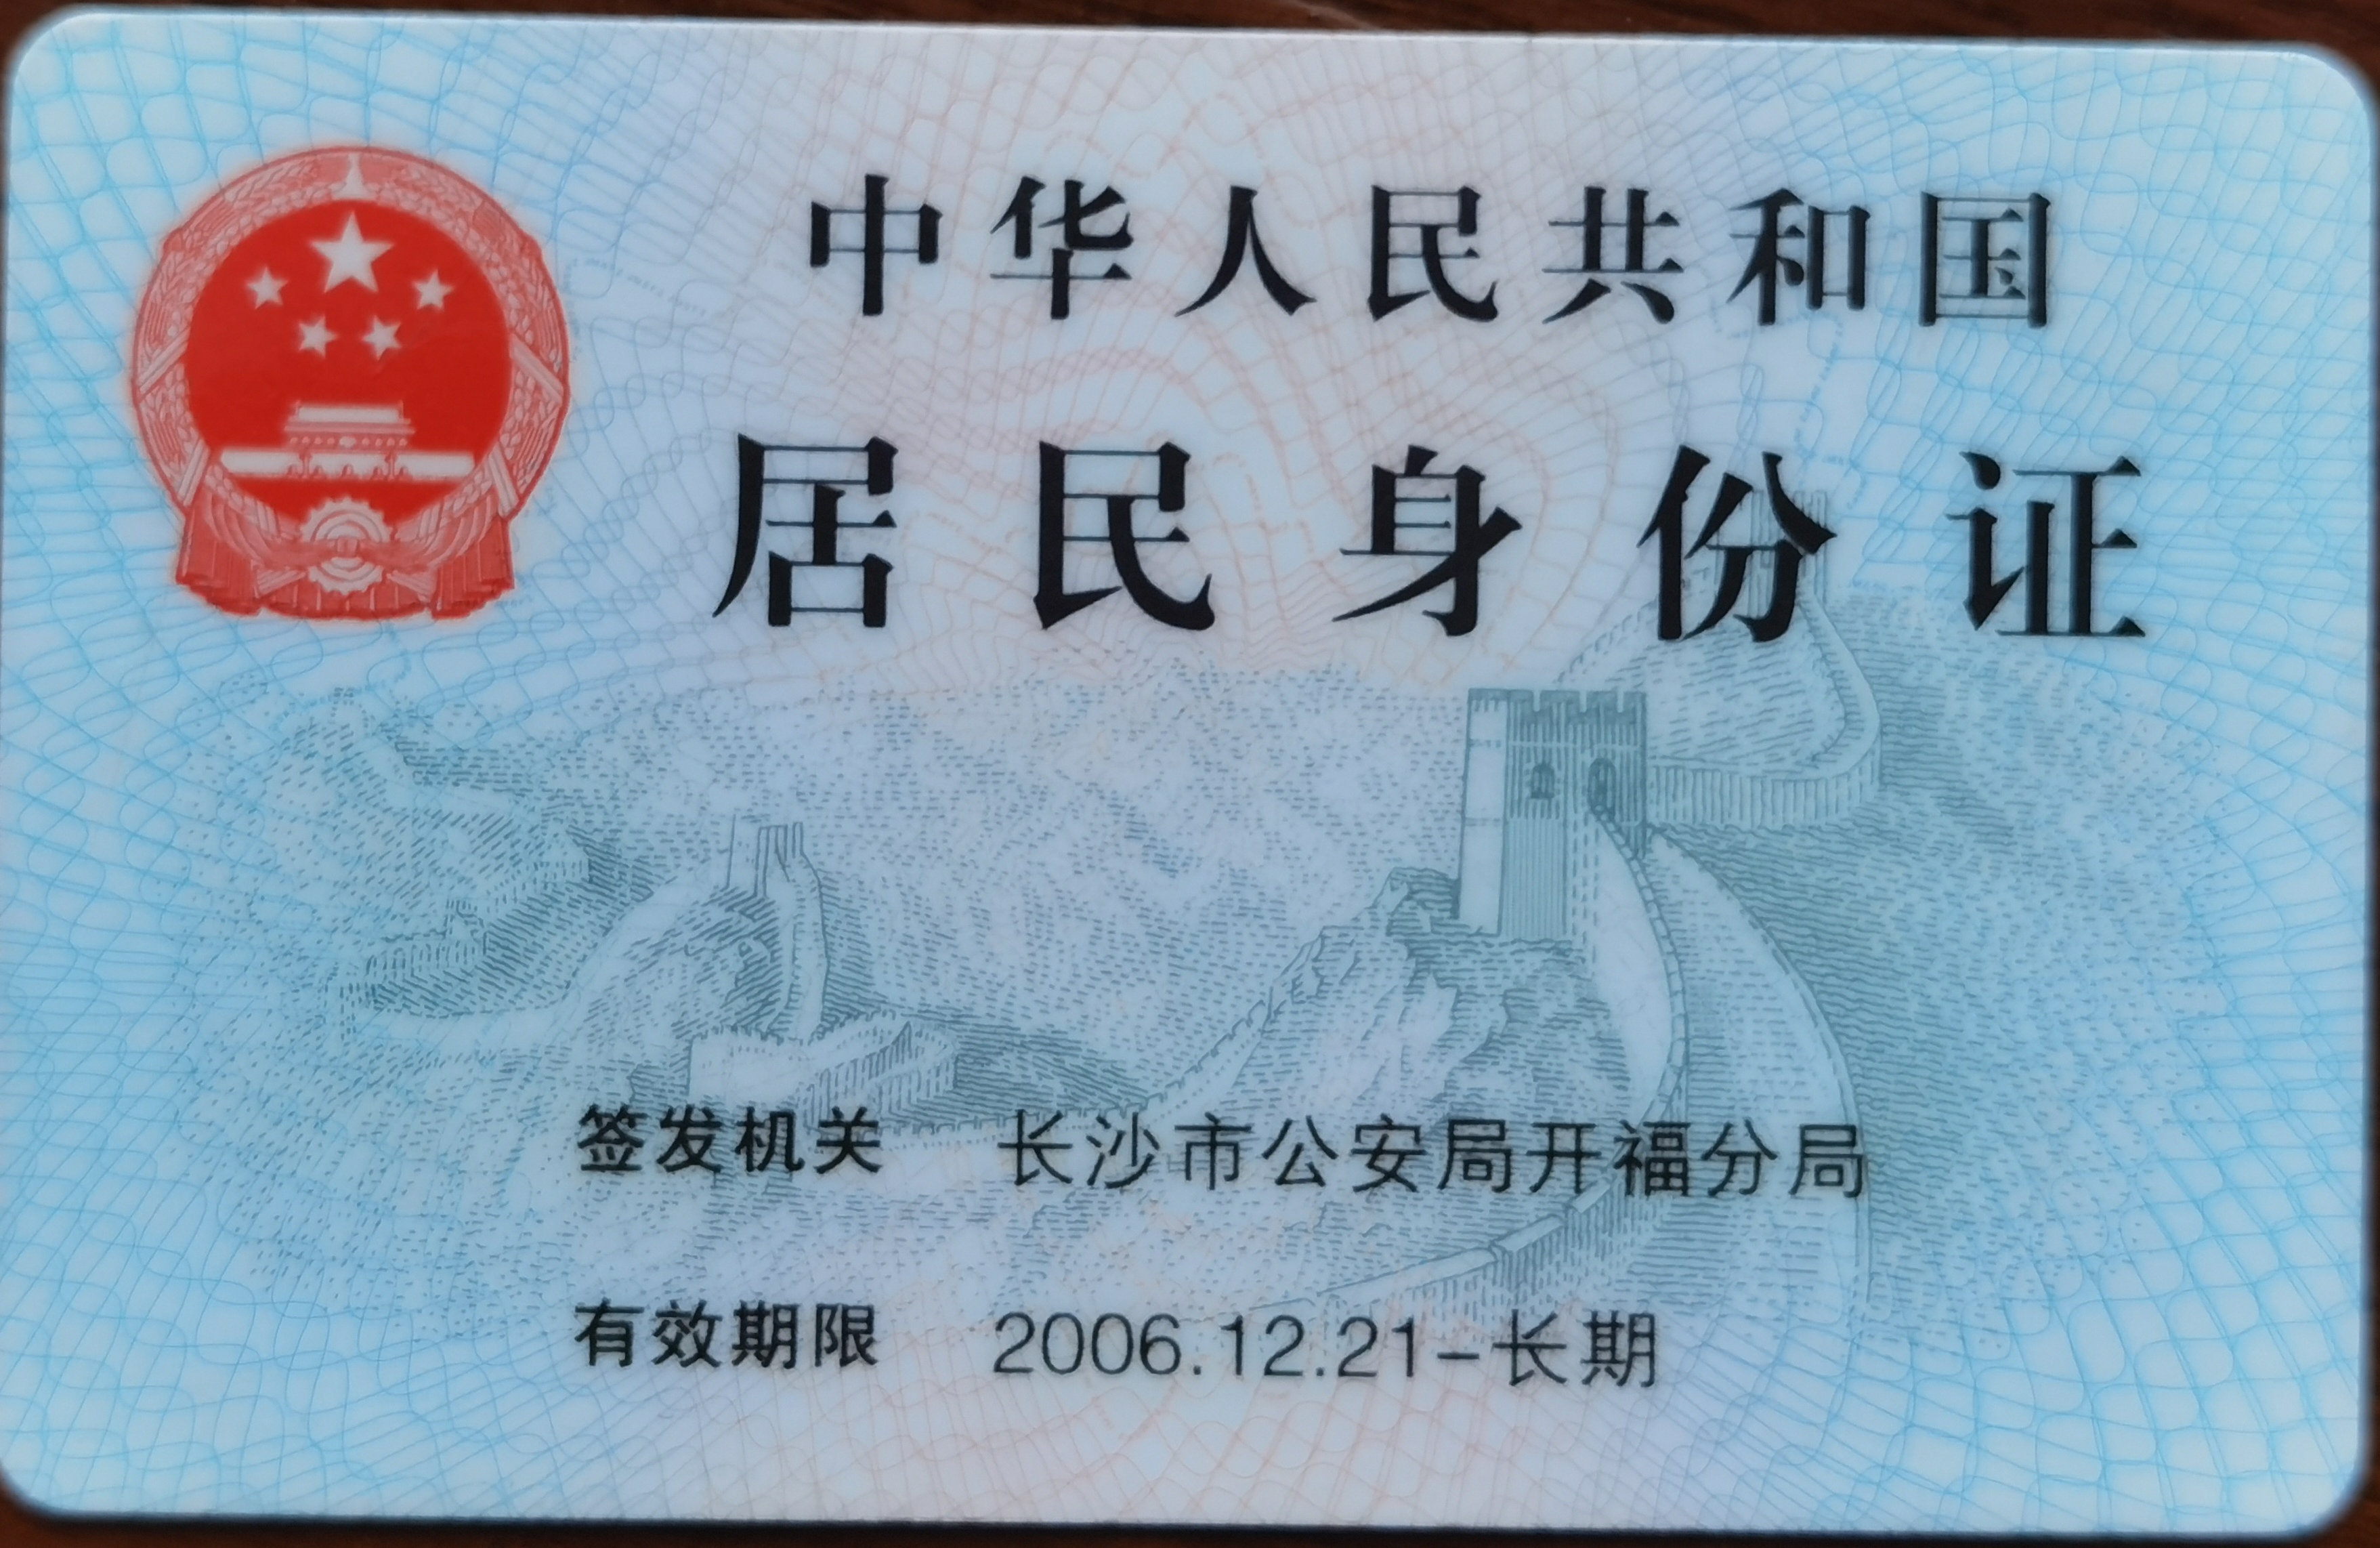 中华人民共和国
居民身份证
签发机关 长沙市公安局开福分局
有效期限 2006.12.21-长期